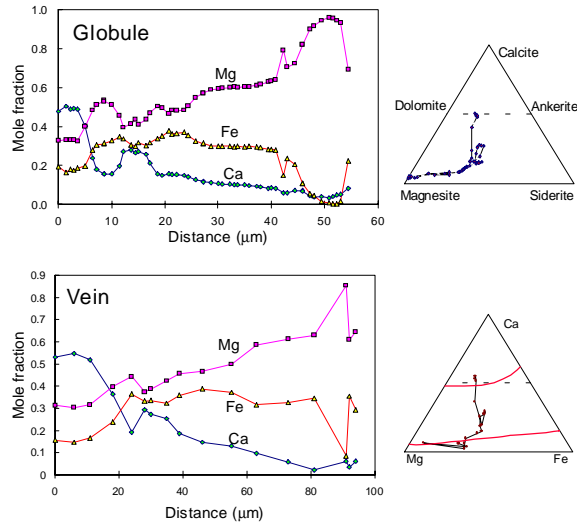 Globule
Mole fraction
1.0
0.8
0.6
0.4
0.2
0.0
Mg
Fe
Ca
0 10 20 30 40 50 60
Distance (μm)
Calcite
Dolomite
Ankerite
Magnesite
Siderite
Vein
Mole fraction
0.9
0.8
0.7
0.6
0.5
0.4
0.3
0.2
0.1
0
Mg
Fe
Ca
0 20 40 60 80 100
Distance (μm)
Ca
Mg
Fe